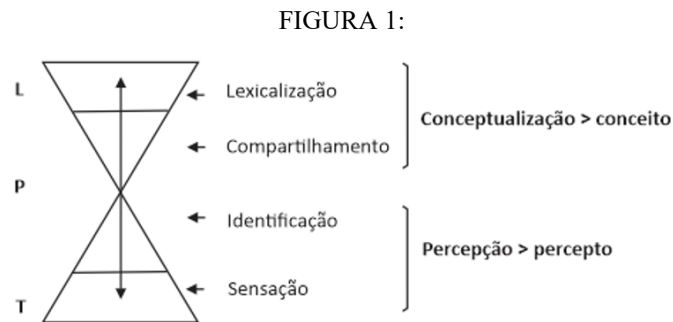 FIGURA 1:
L
Lexicalização
Conceptualização > conceito
Compartilhamento
P
Identificação
Percepção > percepto
Sensação
T